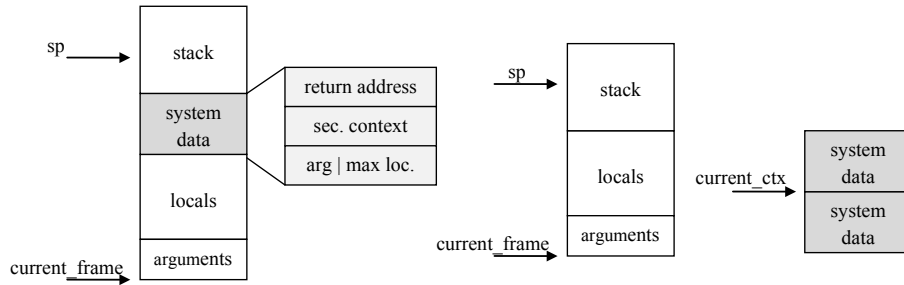 sp
stack
system
data
locals
arguments
current_frame
return address
sec. context
arg | max loc.
sp
stack
locals
arguments
current_frame
current_ctx
system
data
system
data